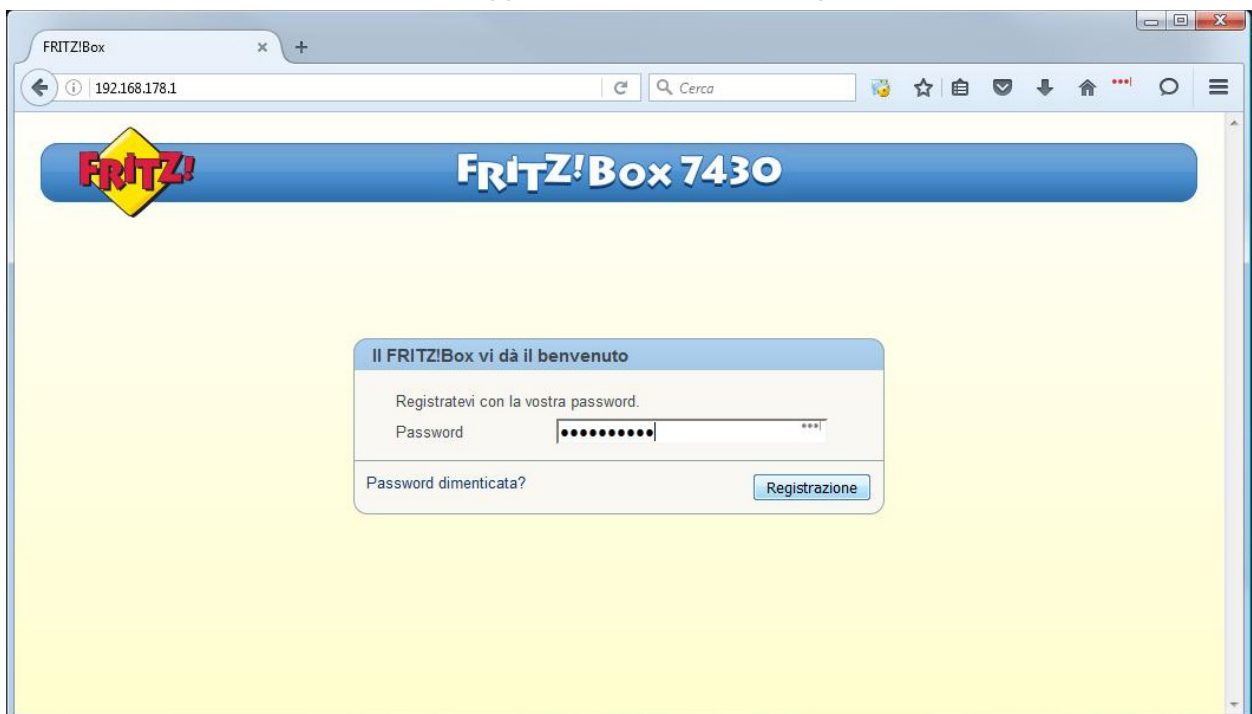 FRITZ!Box
192.168.178.1
Cerca
FRITZ!
FRITZ!Box 7430
Il FRITZ!Box vi dà il benvenuto
Registratevi con la vostra password.
Password ••••••••••
Password dimenticata?
Registrazione